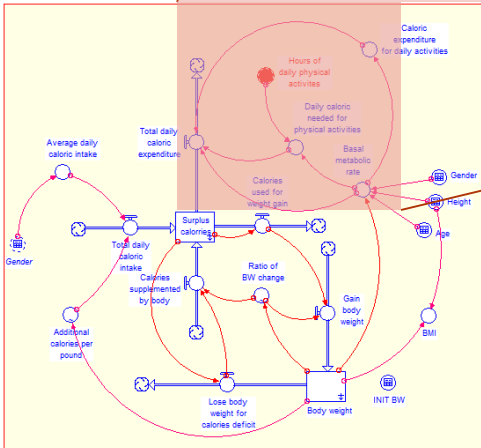 Caloric
expenditure
for daily activities
Hours of
daily physical
activites
Daily caloric
needed for
physical activities
Total daily
caloric
expenditure
Average daily
caloric intake
Basal
metabolic
rate
Gender
Calories
used for
weight gain
Height
Surplus
calories
Age
Gender
Total daily
caloric
intake
Calories
supplemented
by body
Ratio of
BW change
Gain
body
weight
Additional
calories per
pound
BMI
INIT BW
Lose body
weight for
calories deficit
Body weight